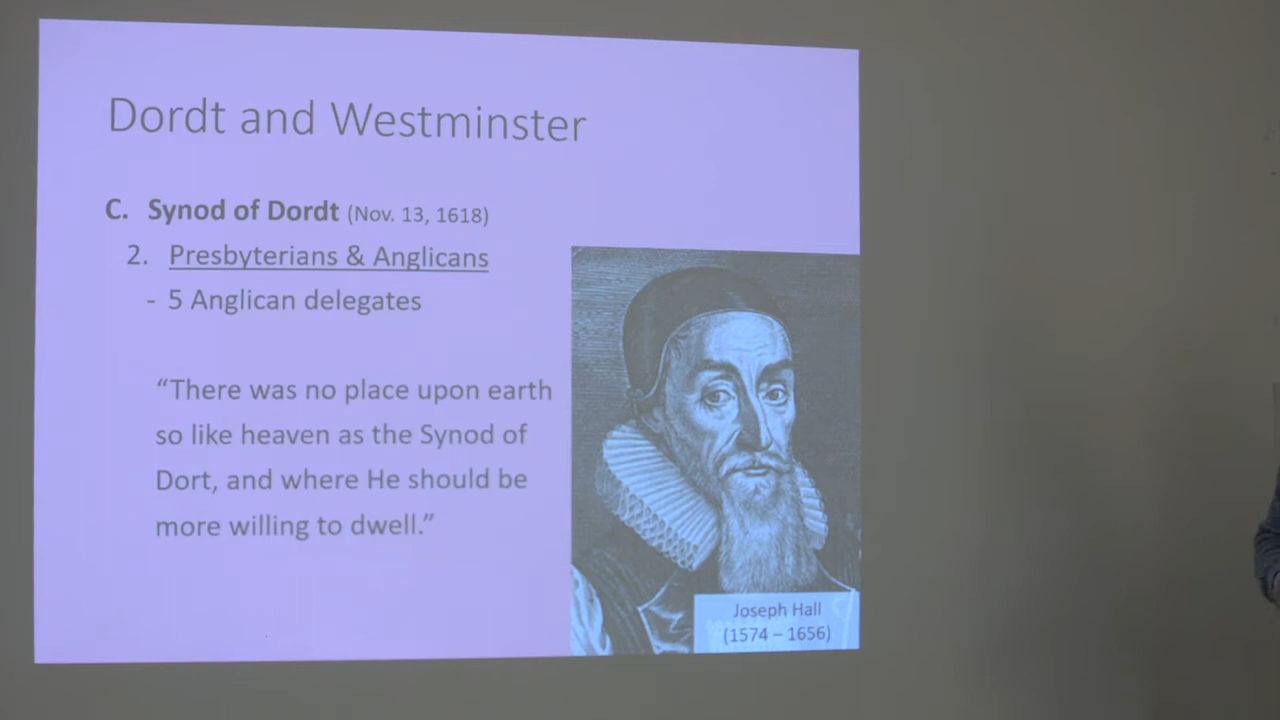 Dordt and Westminster
C. Synod of Dordt (Nov. 13, 1618)
2. Presbyterians & Anglicans
- 5 Anglican delegates
“There was no place upon earth
so like heaven as the Synod of
Dort, and where He should be
more willing to dwell.”
Joseph Hall
(1574 – 1656)